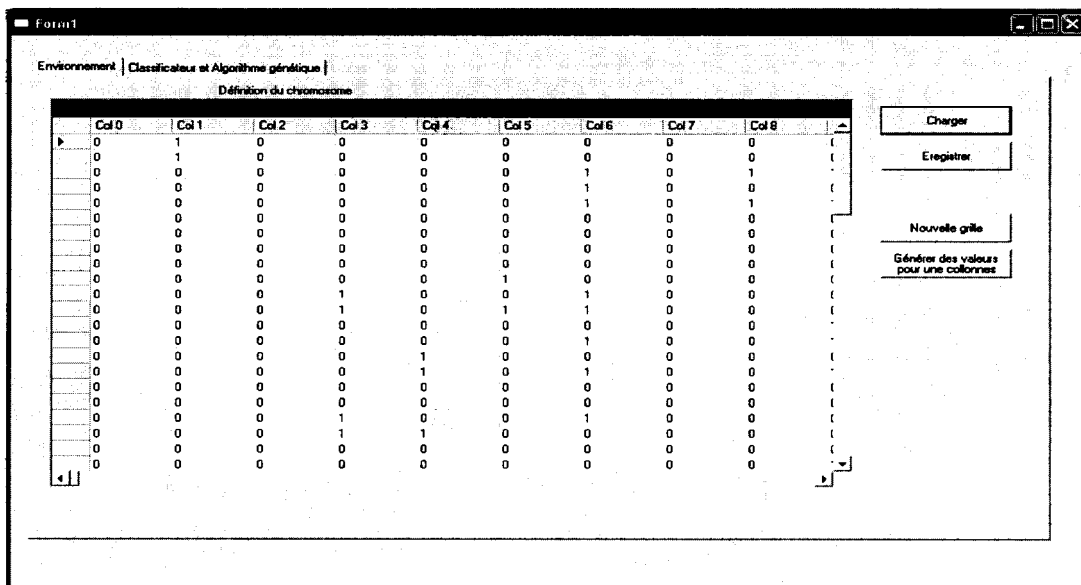 Form1
Environnement Classificateur et Algorithme génétique
Définition du chromosome
Col 0 Col 1 Col 2 Col 3 Col 4 Col 5 Col 6 Col 7 Col 8
0 1 0 0 0 0 0 0 0
0 1 0 0 0 0 0 0 0
0 0 0 0 0 0 1 0 1
0 0 0 0 0 0 1 0 0
0 0 0 0 0 0 1 0 1
0 0 0 0 0 0 0 0 0
0 0 0 0 0 0 0 0 0
0 0 0 0 0 0 0 0 0
0 0 0 0 0 0 0 0 0
0 0 0 0 0 1 0 0 0
0 0 0 1 0 0 1 0 0
0 0 0 1 0 1 1 0 0
0 0 0 0 0 0 0 0 0
0 0 0 0 0 0 1 0 0
0 0 0 0 1 0 0 0 0
0 0 0 0 1 0 1 0 0
0 0 0 0 0 0 0 0 0
0 0 0 0 0 0 0 0 0
0 0 0 1 0 0 1 0 0
0 0 0 1 1 0 0 0 0
0 0 0 0 0 0 0 0 0
0 0 0 0 0 0 0 0 0
Charger
Eregistrer
Nouvelle grille
Générer des valeurs
pour une collonnes